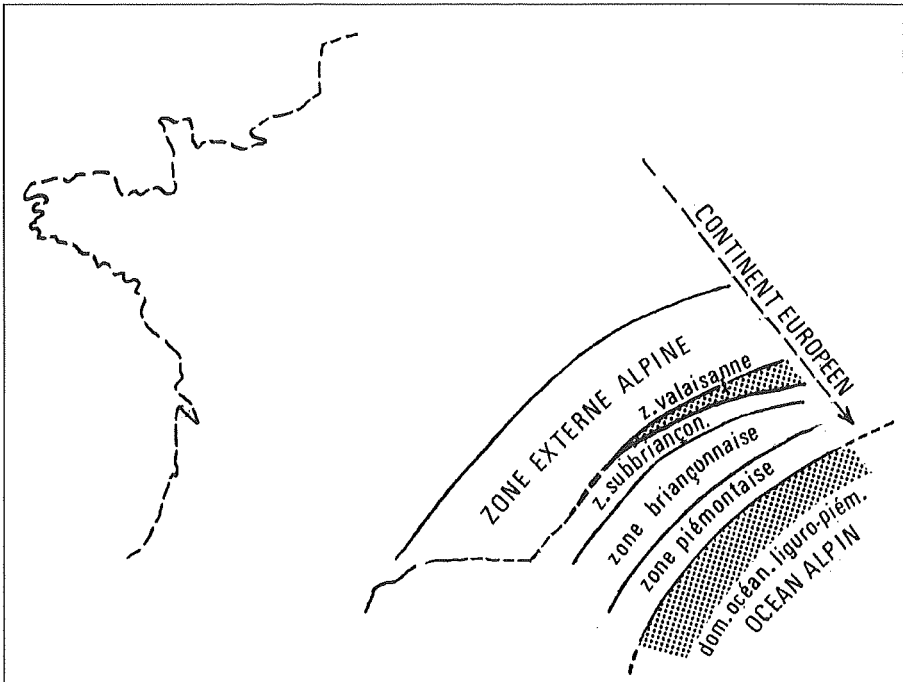 CONTINENT EUROPEEN
ZONE EXTERNE ALPINE
z. valaisanne
z. subbriançon.
zone briançonnaise
zone piémontaise
dom. océan. liguro-piém.
OCEAN ALPIN